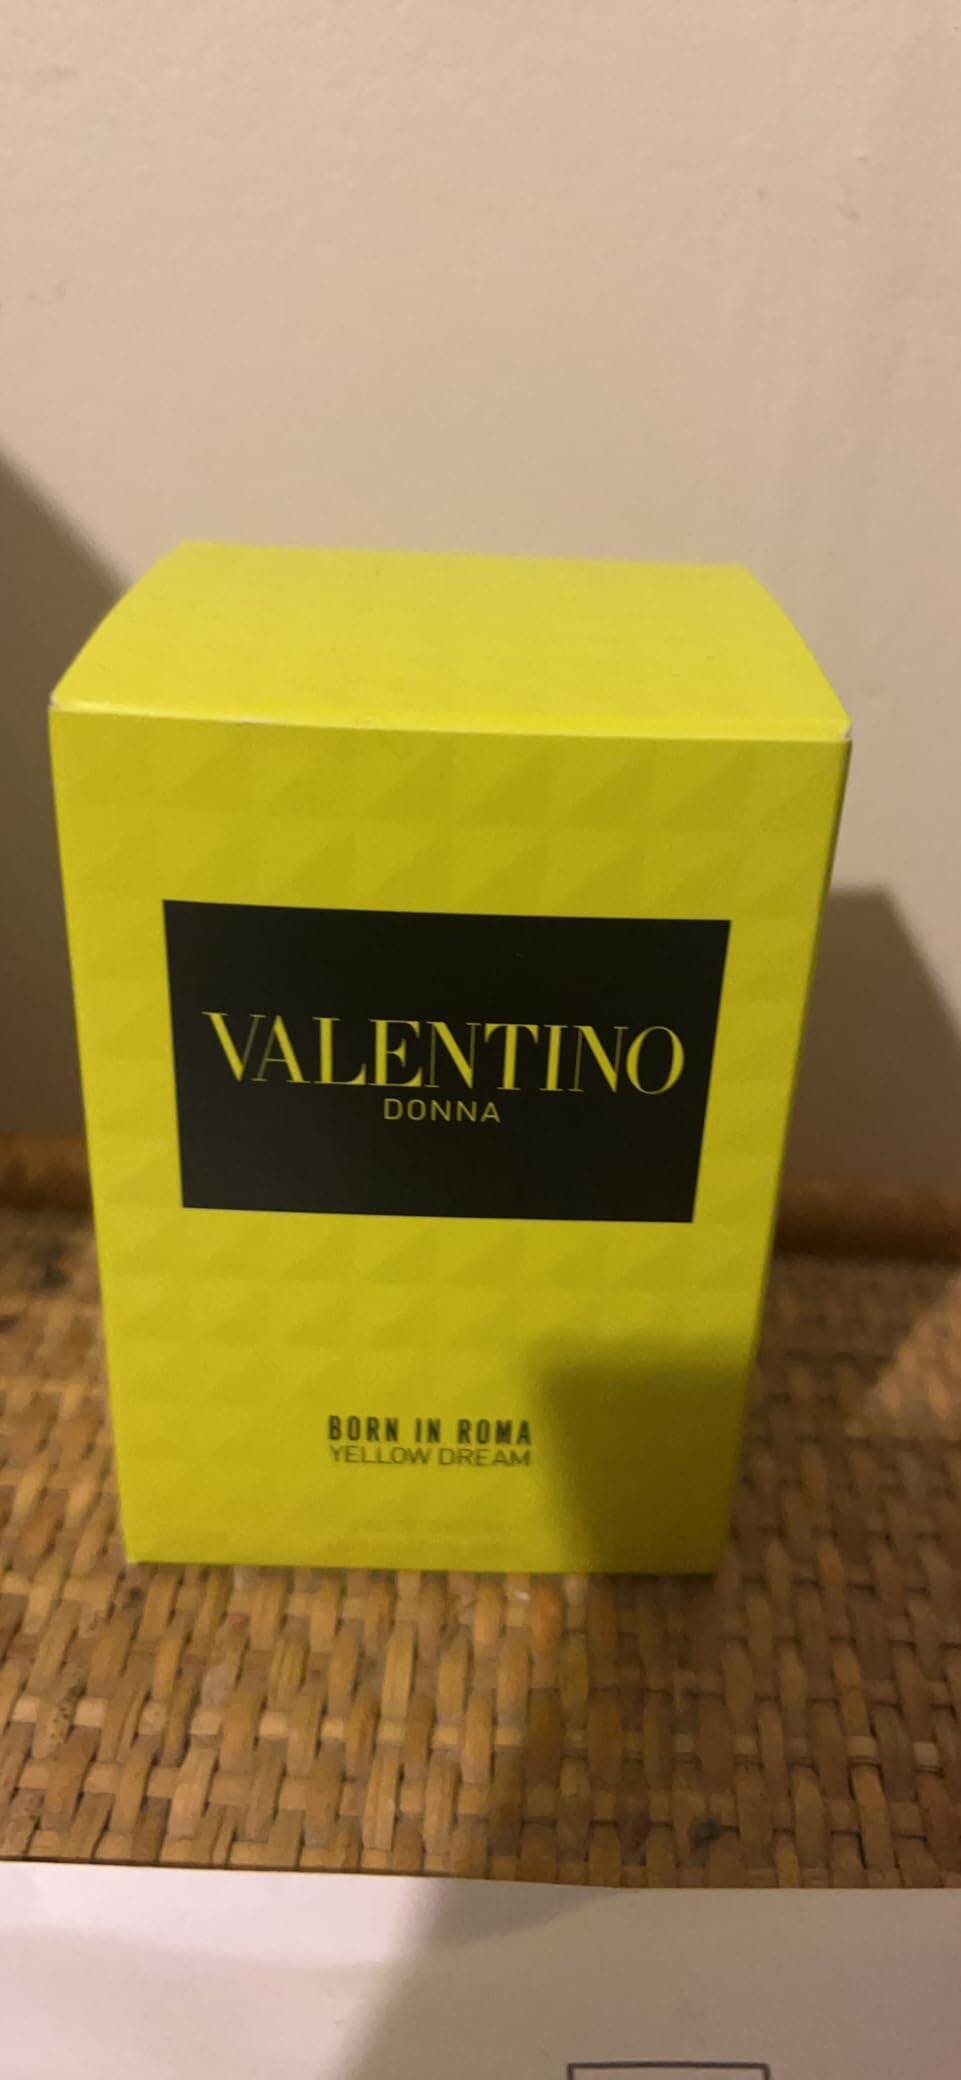 VALENTINO
DONNA
BORN IN ROMA
YELLOW DREAM